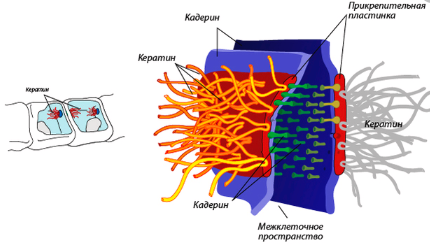 Прикрепительная
пластинка
Кадерин
Кератин
Кератин
Кератин
Кадерин
Межклеточное
пространство